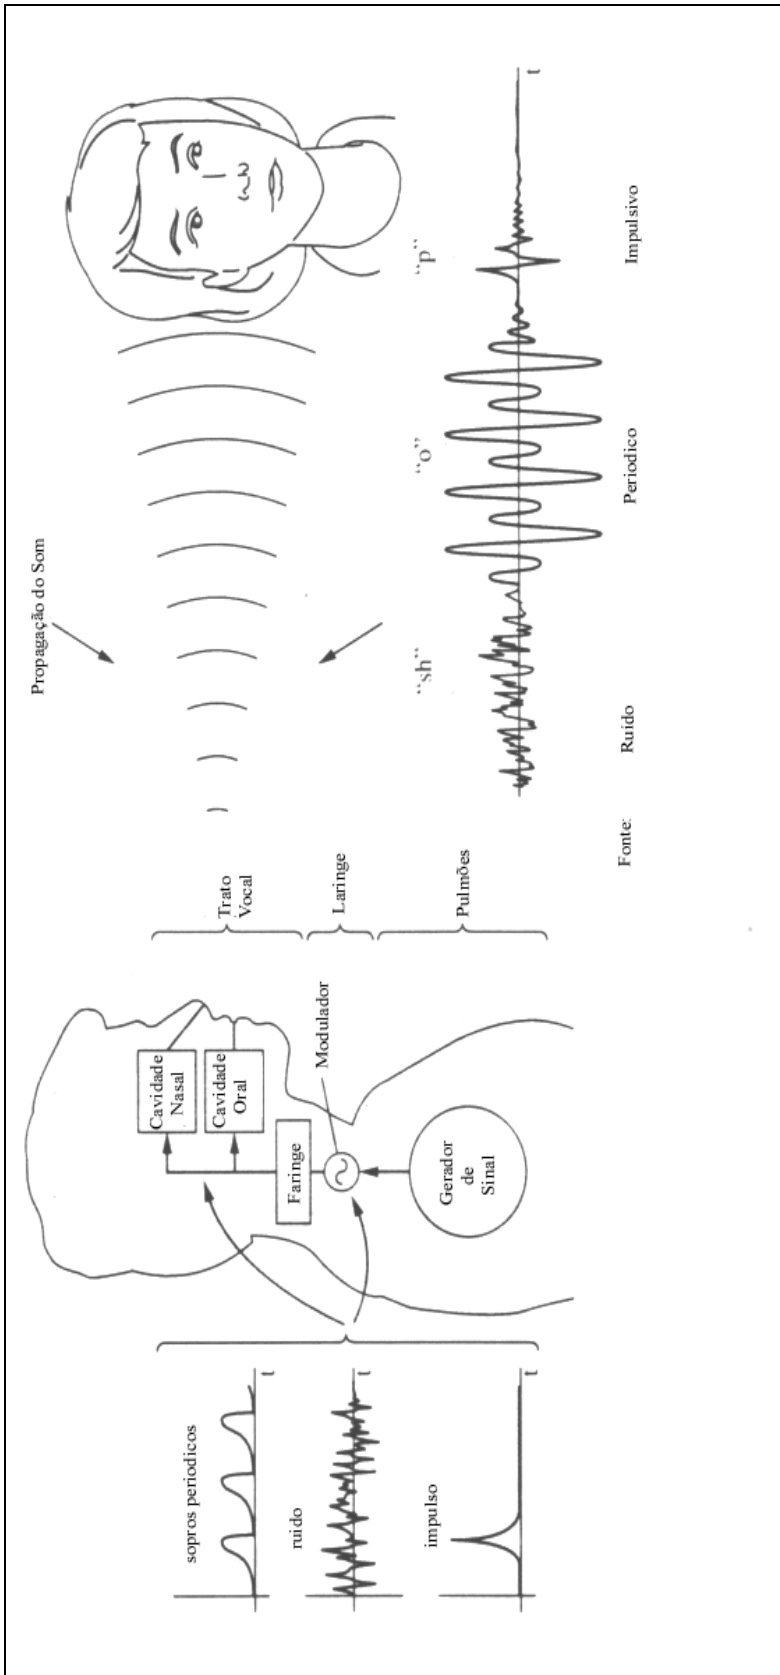 Propagação do Som
sopros periodicos
t
ruido
t
impulso
t
Cavidade
Nasal
Cavidade
Oral
Faringe
Modulador
Gerador
de
Sinal
Trato
Vocal
Laringe
Pulmões
“sh”
“o”
“p”
t
Fonte:
Ruido
Periodico
Impulsivo